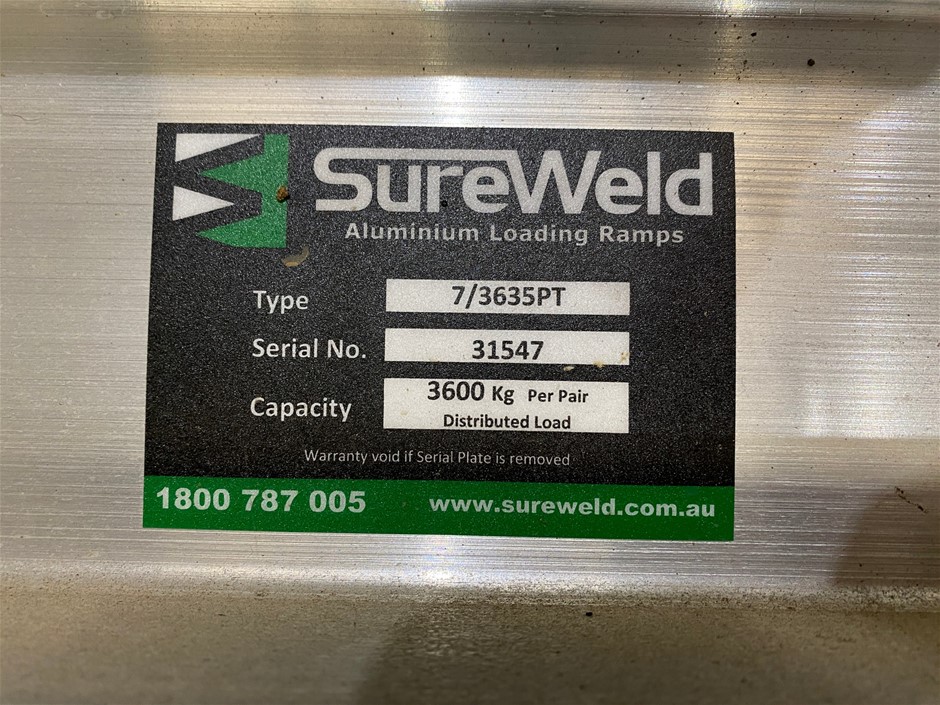 SureWeld
Aluminium Loading Ramps
Type 7/3635PT
Serial No. 31547
Capacity 3600 Kg Per Pair
Distributed Load
Warranty void if Serial Plate is removed
1800 787 005 www.sureweld.com.au